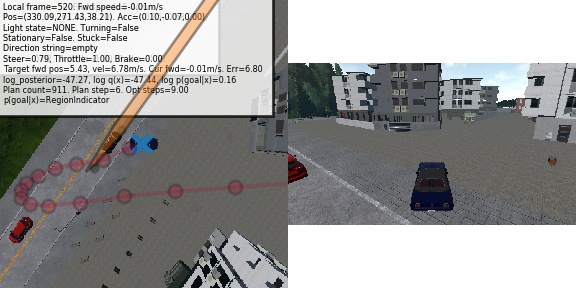 Local frame=520. Fwd speed=-0.01m/s
Pos=(330.09,271.43,38.21). Acc=(0.10,-0.07,0.00)
Light state=NONE. Turning=False
Stationary=False. Stuck=False
Direction string=empty
Steer=0.79, Throttle=1.00, Brake=0.00
Target fwd pos=5.43, vel=6.78m/s. Cur fwd=-0.01m/s. Err=6.80
log_posterior=-47.27, log q(x)=-47.44, log p(goal|x)=0.16
Plan count=911. Plan step=6. Opt steps=9.00
p(goal|x)=RegionIndicator